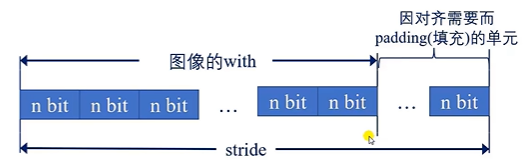 因对齐需要而
padding(填充)的单元
图像的with
n bit n bit n bit … n bit n bit … n bit
stride